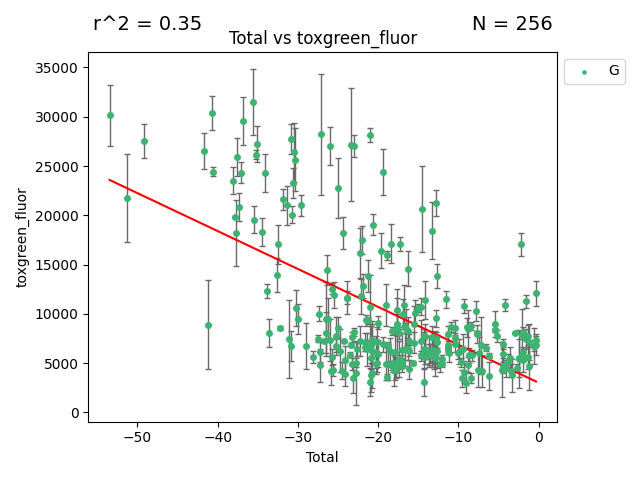 r^2 = 0.35
N = 256
Total vs toxgreen_fluor
G
35000
30000
25000
20000
15000
10000
5000
0
toxgreen_fluor
−50 −40 −30 −20 −10 0
Total